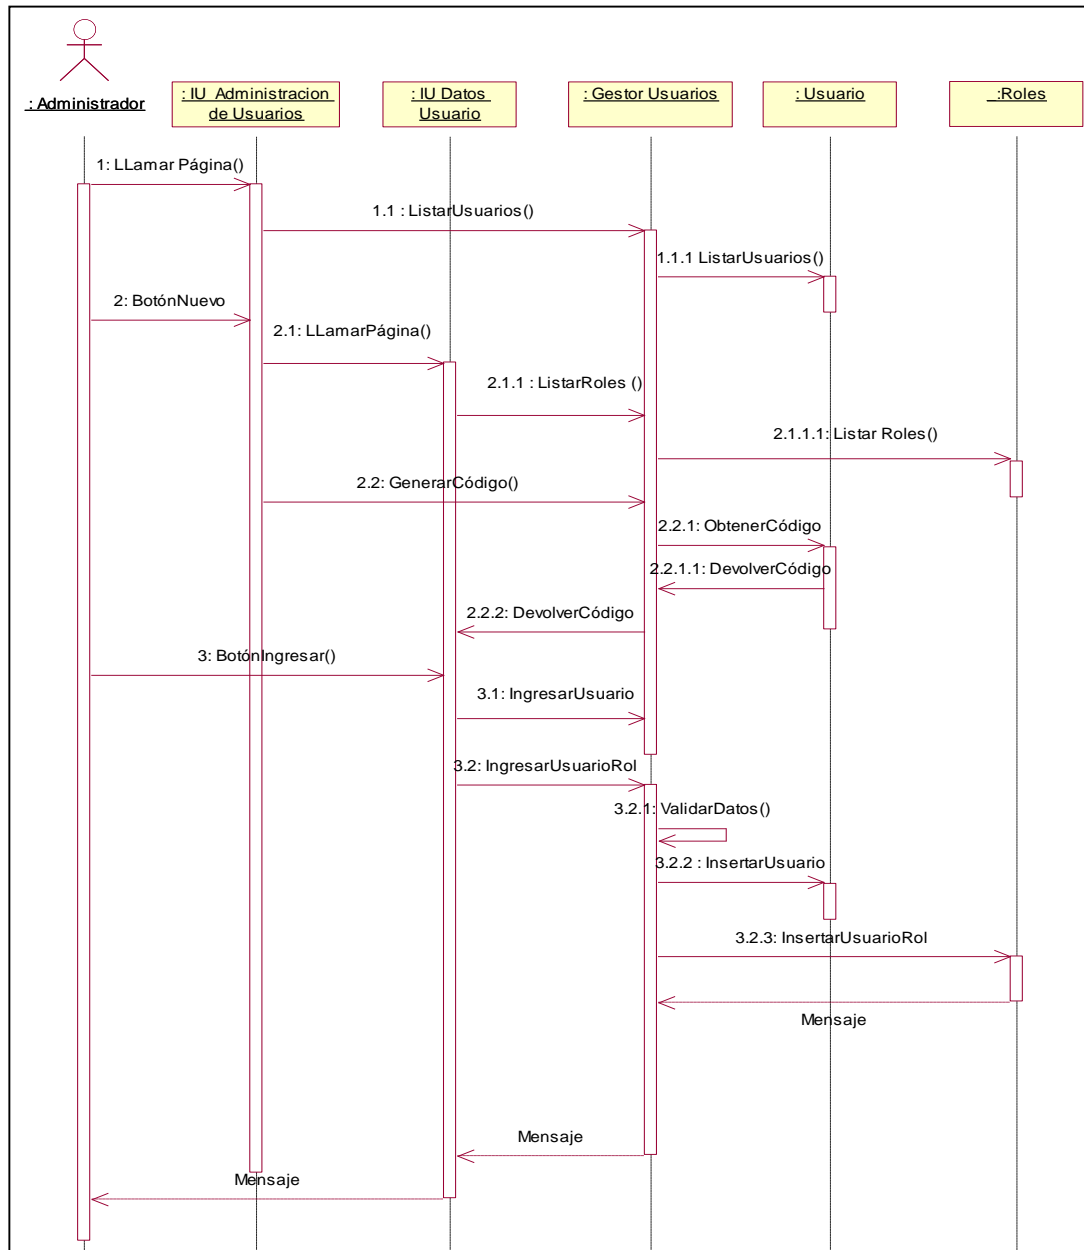 : Administrador
: IU_Administracion
de Usuarios
: IU Datos
Usuario
: Gestor Usuarios
: Usuario
_:Roles
1: LLamar Página()
1.1 : ListarUsuarios()
1.1.1 ListarUsuarios()
2: BotónNuevo
2.1: LLamarPágina()
2.1.1 : ListarRoles ()
2.1.1.1: Listar Roles()
2.2: GenerarCódigo()
2.2.1: ObtenerCódigo
2.2.1.1: DevolverCódigo
2.2.2: DevolverCódigo
3: BotónIngresar()
3.1: IngresarUsuario
3.2: IngresarUsuarioRol
3.2.1: ValidarDatos()
3.2.2 : InsertarUsuario
3.2.3: InsertarUsuarioRol
Mensaje
Mensaje
Mensaje